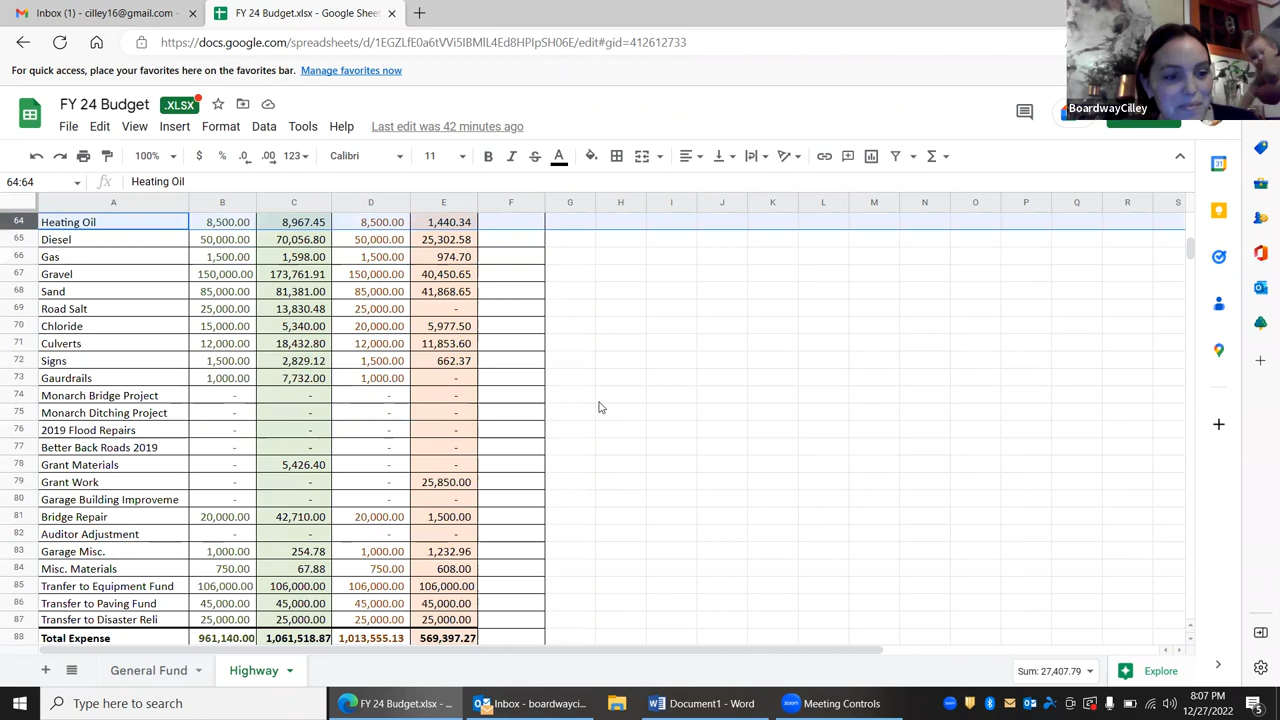 Inbox (1) - cilley16@gmail.com - 
FY 24 Budget.xlsx - Google Sheet
https://docs.google.com/spreadsheets/d/1EGZLfE0a6tVVi5IBMlL4Ed8HPIpSH06E/edit#gid=412612733
For quick access, place your favorites here on the favorites bar. Manage favorites now
BoardwayCilley
FY 24 Budget .XLSX
File Edit View Insert Format Data Tools Help Last edit was 42 minutes ago
100% $ % .0 .00 123 Calibri 11 B I S A
64:64 fx Heating Oil
A B C D E F G H I J K L M N O P Q R S
64 Heating Oil 8,500.00 8,967.45 8,500.00 1,440.34
65 Diesel 50,000.00 70,056.80 50,000.00 25,302.58
66 Gas 1,500.00 1,598.00 1,500.00 974.70
67 Gravel 150,000.00 173,761.91 150,000.00 40,450.65
68 Sand 85,000.00 81,381.00 85,000.00 41,868.65
69 Road Salt 25,000.00 13,830.48 25,000.00 -
70 Chloride 15,000.00 5,340.00 20,000.00 5,977.50
71 Culverts 12,000.00 18,432.80 12,000.00 11,853.60
72 Signs 1,500.00 2,829.12 1,500.00 662.37
73 Gaurdrails 1,000.00 7,732.00 1,000.00 -
74 Monarch Bridge Project - - - -
75 Monarch Ditching Project - - - -
76 2019 Flood Repairs - - - -
77 Better Back Roads 2019 - - - -
78 Grant Materials - 5,426.40 - -
79 Grant Work - - - 25,850.00
80 Garage Building Improveme - - - -
81 Bridge Repair 20,000.00 42,710.00 20,000.00 1,500.00
82 Auditor Adjustment - - - -
83 Garage Misc. 1,000.00 254.78 1,000.00 1,232.96
84 Misc. Materials 750.00 67.88 750.00 608.00
85 Tranfer to Equipment Fund 106,000.00 106,000.00 106,000.00 106,000.00
86 Transfer to Paving Fund 45,000.00 45,000.00 45,000.00 45,000.00
87 Transfer to Disaster Reli 25,000.00 25,000.00 25,000.00 25,000.00
88 Total Expense 961,140.00 1,061,518.87 1,013,555.13 569,397.27
General Fund Highway Sum: 27,407.79 Explore
Type here to search FY 24 Budget.xlsx - ... Inbox - boardwayci... Document1 - Word Meeting Controls
8:07 PM
12/27/2022
5